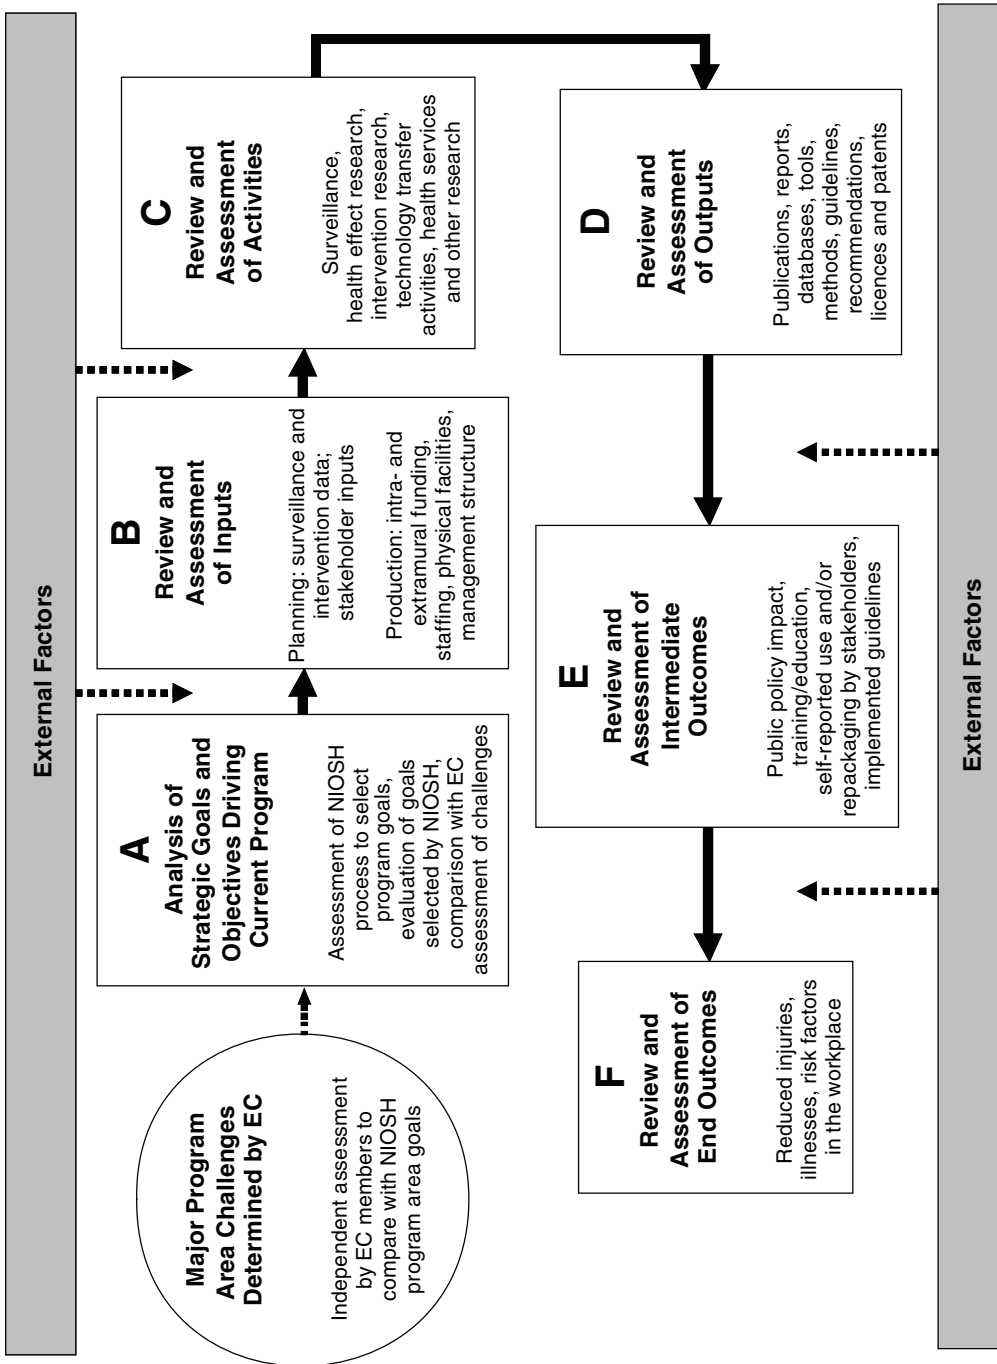 External Factors
Major Program
Area Challenges
Determined by EC
Independent assessment
by EC members to
compare with NIOSH
program area goals
A
Analysis of
Strategic Goals and
Objectives Driving
Current Program
Assessment of NIOSH
process to select
program goals,
evaluation of goals
selected by NIOSH,
comparison with EC
assessment of challenges
B
Review and
Assessment
of Inputs
Planning: surveillance and
intervention data;
stakeholder inputs
Production: intra- and
extramural funding,
staffing, physical facilities,
management structure
C
Review and
Assessment
of Activities
Surveillance,
health effect research,
intervention research,
technology transfer
activities, health services
and other research
D
Review and
Assessment
of Outputs
Publications, reports,
databases, tools,
methods, guidelines,
recommendations,
licences and patents
E
Review and
Assessment of
Intermediate
Outcomes
Public policy impact,
training/education,
self-reported use and/or
repackaging by stakeholders,
implemented guidelines
F
Review and
Assessment of
End Outcomes
Reduced injuries,
illnesses, risk factors
in the workplace
External Factors